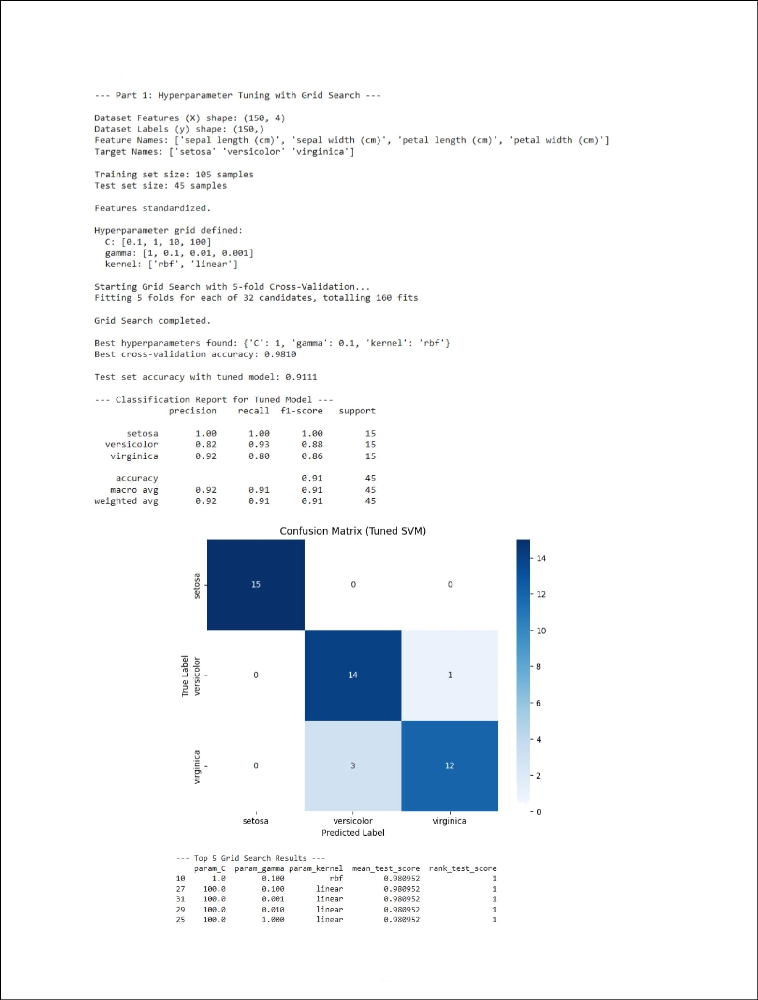 --- Part 1: Hyperparameter Tuning with Grid Search ---
Dataset Features (X) shape: (150, 4)
Dataset Labels (y) shape: (150,)
Feature Names: ['sepal length (cm)', 'sepal width (cm)', 'petal length (cm)', 'petal width (cm)']
Target Names: ['setosa' 'versicolor' 'virginica']
Training set size: 105 samples
Test set size: 45 samples
Features standardized.
Hyperparameter grid defined:
C: [0.1, 1, 10, 100]
gamma: [1, 0.1, 0.01, 0.001]
kernel: ['rbf', 'linear']
Starting Grid Search with 5-fold Cross-Validation...
Fitting 5 folds for each of 32 candidates, totalling 160 fits
Grid Search completed.
Best hyperparameters found: {'C': 1, 'gamma': 0.1, 'kernel': 'rbf'}
Best cross-validation accuracy: 0.9810
Test set accuracy with tuned model: 0.9111
--- Classification Report for Tuned Model ---
precision recall f1-score support
setosa 1.00 1.00 1.00 15
versicolor 0.82 0.93 0.88 15
virginica 0.92 0.80 0.86 15
accuracy 0.91 45
macro avg 0.92 0.91 0.91 45
weighted avg 0.92 0.91 0.91 45
Confusion Matrix (Tuned SVM)
True Label
setosa
15 0 0
versicolor
0 14 1
virginica
0 3 12
setosa versicolor virginica
Predicted Label
14
12
10
8
6
4
2
0
--- Top 5 Grid Search Results ---
param_C param_gamma param_kernel mean_test_score rank_test_score
10 1.0 0.100 rbf 0.980952 1
27 100.0 0.100 linear 0.980952 1
31 100.0 0.001 linear 0.980952 1
29 100.0 0.010 linear 0.980952 1
25 100.0 1.000 linear 0.980952 1